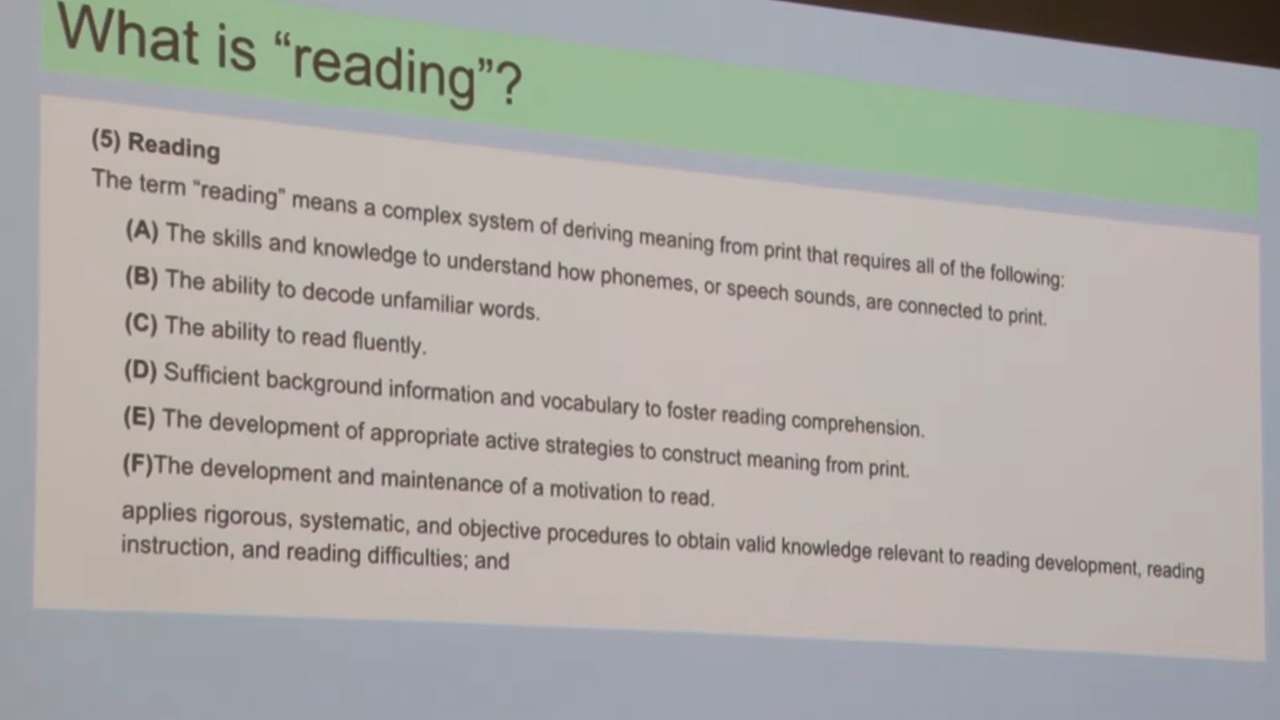 What is “reading”?
(5) Reading
The term “reading” means a complex system of deriving meaning from print that requires all of the following:
(A) The skills and knowledge to understand how phonemes, or speech sounds, are connected to print.
(B) The ability to decode unfamiliar words.
(C) The ability to read fluently.
(D) Sufficient background information and vocabulary to foster reading comprehension.
(E) The development of appropriate active strategies to construct meaning from print.
(F)The development and maintenance of a motivation to read.
applies rigorous, systematic, and objective procedures to obtain valid knowledge relevant to reading development, reading
instruction, and reading difficulties; and